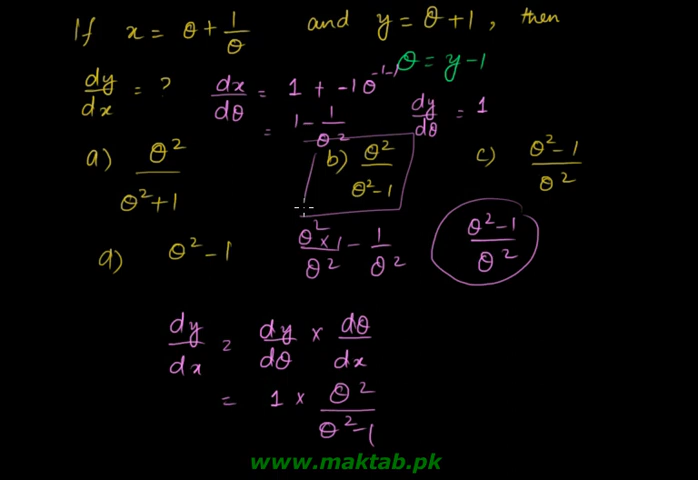 If x = θ + 1/θ and y = θ + 1, then
θ = y - 1
dy/dx = ? dx/dθ = 1 + -1θ^-1-1
= 1 - 1/θ² dy/dθ = 1
a) θ²/θ²+1 b) θ²/θ²-1 c) θ²-1/θ²
d) θ² - 1 θ²×1/θ² - 1/θ² θ²-1/θ²
dy/dx = dy/dθ × dθ/dx
= 1 × θ²/θ²-1
www.maktab.pk